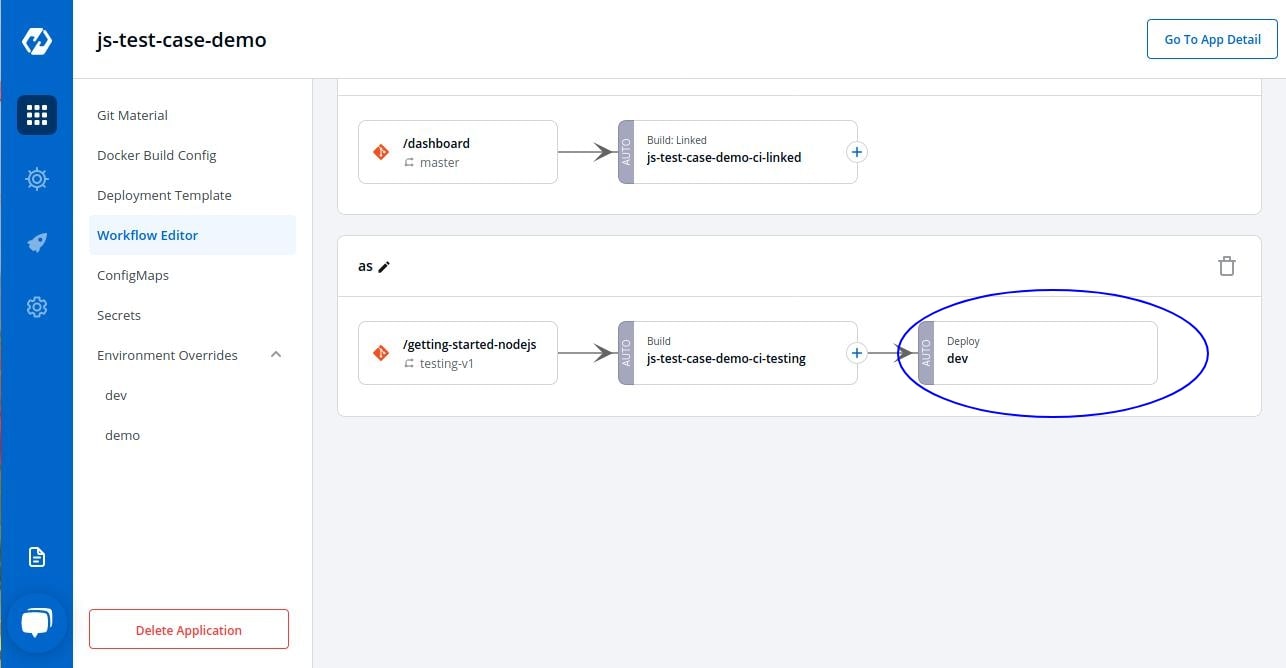 js-test-case-demo
Go To App Detail
Git Material
Docker Build Config
Deployment Template
Workflow Editor
ConfigMaps
Secrets
Environment Overrides
dev
demo
Delete Application
/dashboard
master
AUTO
Build: Linked
js-test-case-demo-ci-linked
as
/getting-started-nodejs
testing-v1
AUTO
Build
js-test-case-demo-ci-testing
AUTO
Deploy
dev